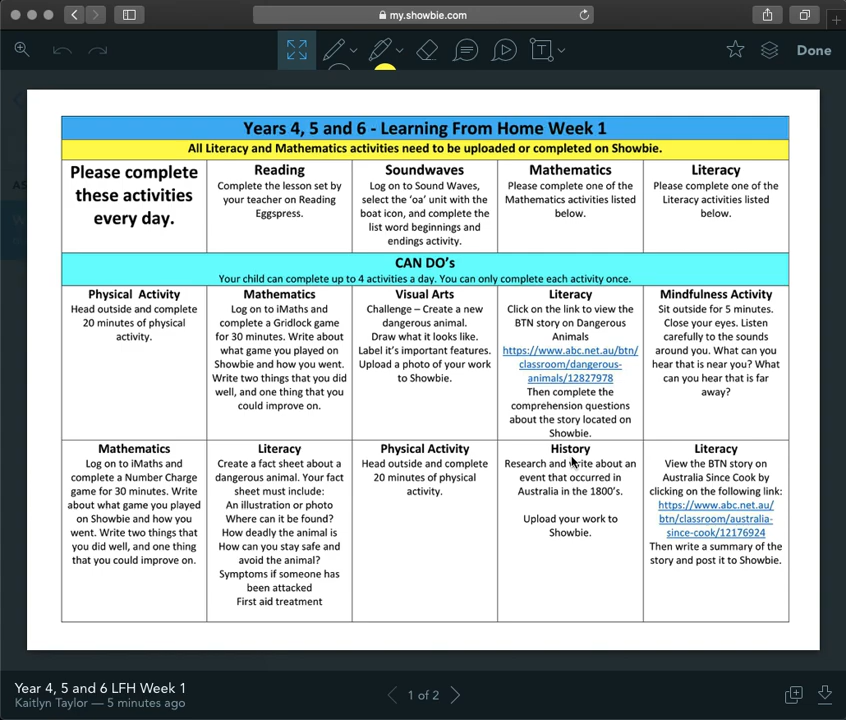 my.showbie.com
Done
Years 4, 5 and 6 - Learning From Home Week 1
All Literacy and Mathematics activities need to be uploaded or completed on Showbie.
Please complete
these activities
every day.
Reading
Complete the lesson set by
your teacher on Reading
Eggspress.
Soundwaves
Log on to Sound Waves,
select the 'oa' unit with the
boat icon, and complete the
list word beginnings and
endings activity.
Mathematics
Please complete one of the
Mathematics activities listed
below.
Literacy
Please complete one of the
Literacy activities listed
below.
CAN DO's
Your child can complete up to 4 activities a day. You can only complete each activity once.
Physical Activity
Head outside and complete
20 minutes of physical
activity.
Mathematics
Log on to iMaths and
complete a Gridlock game
for 30 minutes. Write about
what game you played on
Showbie and how you went.
Write two things that you did
well, and one thing that you
could improve on.
Visual Arts
Challenge – Create a new
dangerous animal.
Draw what it looks like.
Label it's important features.
Upload a photo of your work
to Showbie.
Literacy
Click on the link to view the
BTN story on Dangerous
Animals
https://www.abc.net.au/btn/
classroom/dangerous-
animals/12827978
Then complete the
comprehension questions
about the story located on
Showbie.
Mindfulness Activity
Sit outside for 5 minutes.
Close your eyes. Listen
carefully to the sounds
around you. What can you
hear that is near you? What
can you hear that is far
away?
Mathematics
Log on to iMaths and
complete a Number Charge
game for 30 minutes. Write
about what game you played
on Showbie and how you
went. Write two things that
you did well, and one thing
that you could improve on.
Literacy
Create a fact sheet about a
dangerous animal. Your fact
sheet must include:
An illustration or photo
Where can it be found?
How deadly the animal is
How can you stay safe and
avoid the animal?
Symptoms if someone has
been attacked
First aid treatment
Physical Activity
Head outside and complete
20 minutes of physical
activity.
History
Research and write about an
event that occurred in
Australia in the 1800's.
Upload your work to
Showbie.
Literacy
View the BTN story on
Australia Since Cook by
clicking on the following link:
https://www.abc.net.au/
btn/classroom/australia-
since-cook/12176924
Then write a summary of the
story and post it to Showbie.
Year 4, 5 and 6 LFH Week 1
Kaitlyn Taylor — 5 minutes ago
1 of 2